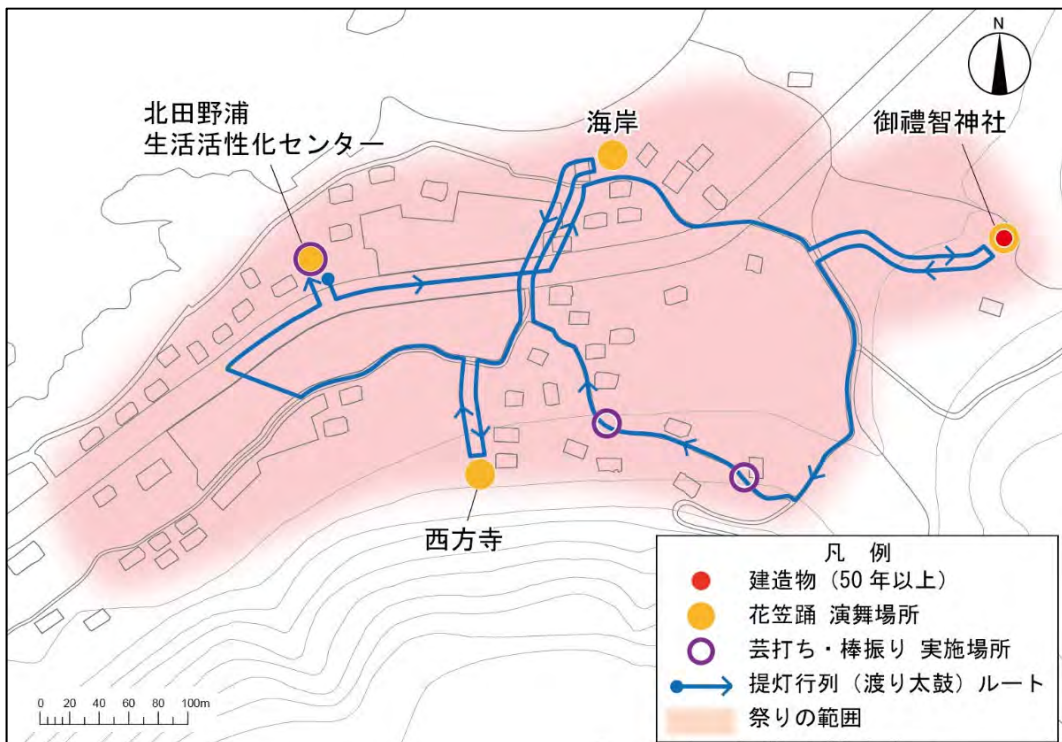 N
北田野浦
生活活性化センター
海岸
御禮智神社
西方寺
凡 例
建造物（50 年以上）
花笠踊 演舞場所
芸打ち・棒振り 実施場所
提灯行列（渡り太鼓）ルート
祭りの範囲
0 20 40 60 80 100m